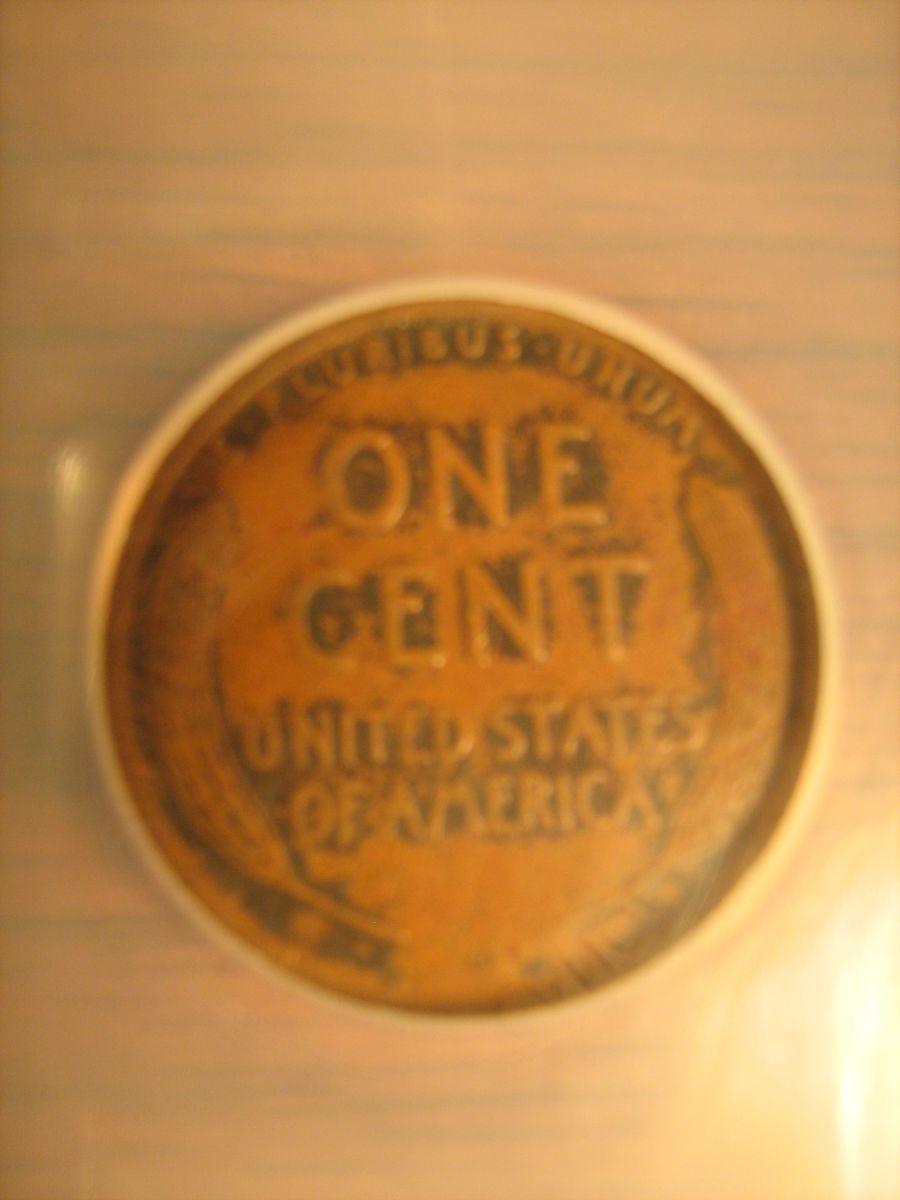 PLURIBUS · UNUM
ONE
CENT
UNITED STATES
OF AMERICA